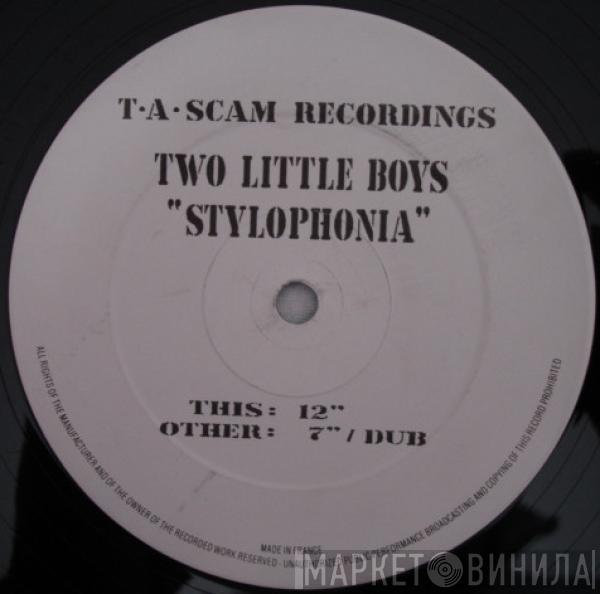 T·A·SCAM RECORDINGS
TWO LITTLE BOYS
"STYLOPHONIA"
THIS: 12"
OTHER: 7" / DUB
ALL RIGHTS OF THE MANUFACTURER AND OF THE OWNER OF THE RECORDED WORK RESERVED - UNAUTHORIZED PUBLIC PERFORMANCE BROADCASTING AND COPYING OF THIS RECORD PROHIBITED
MADE IN FRANCE
МАРКЕТ ВИНИЛА